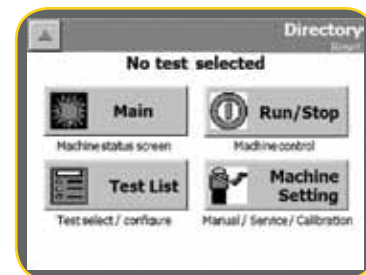 Directory
No test selected
Main
Run/Stop
Machine status screen
Machine control
Test List
Machine
Setting
Test select / configure
Manual / Service / Calibration